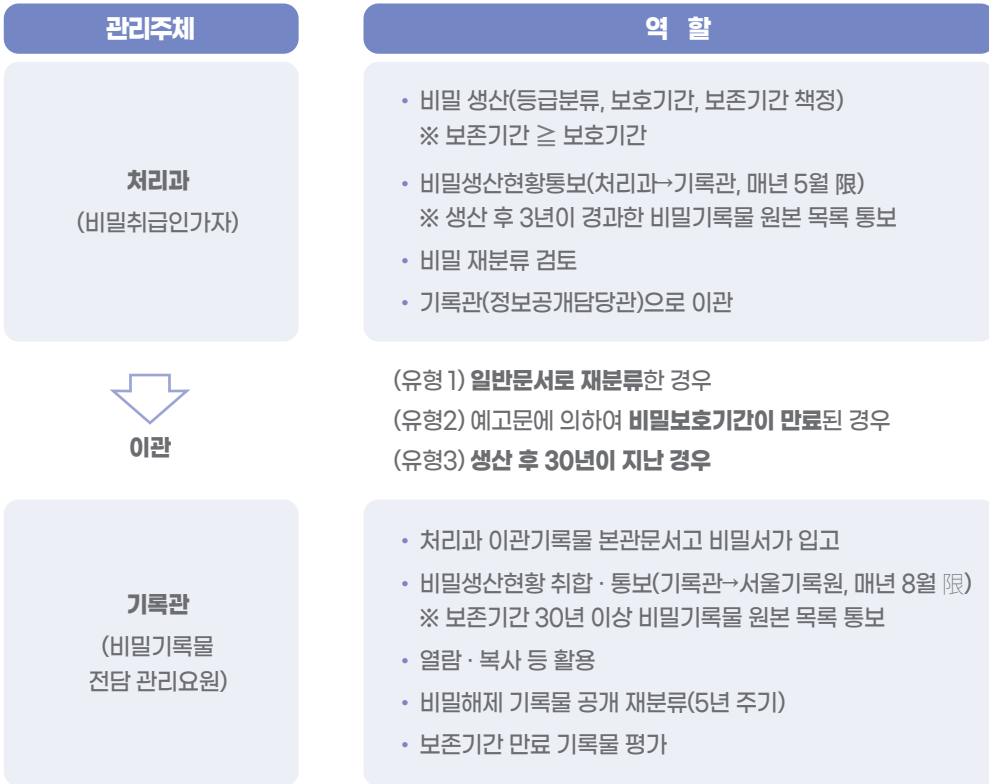 관리주체
역 할
처리과
(비밀취급인가자)
• 비밀 생산(등급분류, 보호기간, 보존기간 책정)
※ 보존기간 ≧ 보호기간
• 비밀생산현황통보(처리과→기록관, 매년 5월 限)
※ 생산 후 3년이 경과한 비밀기록물 원본 목록 통보
• 비밀 재분류 검토
• 기록관(정보공개담당관)으로 이관
이관
(유형1) 일반문서로 재분류한 경우
(유형2) 예고문에 의하여 비밀보호기간이 만료된 경우
(유형3) 생산 후 30년이 지난 경우
기록관
(비밀기록물
전담 관리요원)
• 처리과 이관기록물 본관문서고 비밀서가 입고
• 비밀생산현황 취합 · 통보(기록관→서울기록원, 매년 8월 限)
※ 보존기간 30년 이상 비밀기록물 원본 목록 통보
• 열람 · 복사 등 활용
• 비밀해제 기록물 공개 재분류(5년 주기)
• 보존기간 만료 기록물 평가